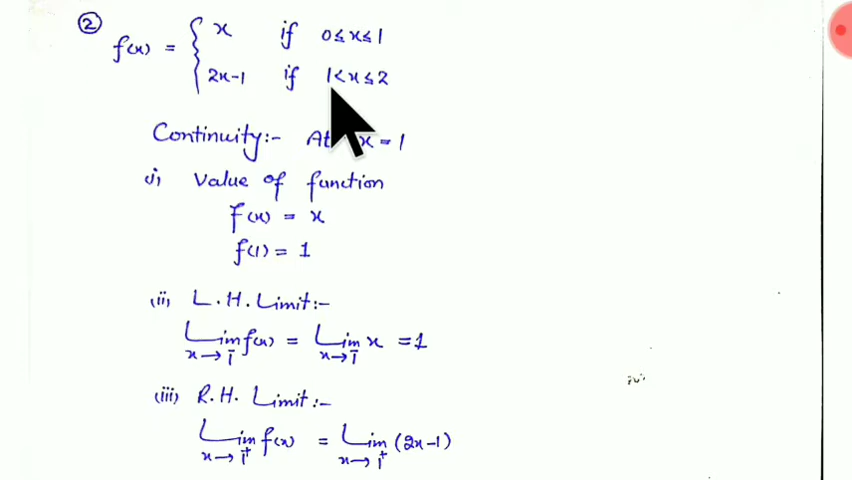 ② f(x) = { x if 0≤x≤1
2x-1 if 1<x≤2
Continuity:- At x=1
(i) Value of function
f(x) = x
f(1) = 1
(ii) L.H. Limit:-
Lim x→1⁻ f(x) = Lim x→1⁻ x = 1
(iii) R.H. Limit:-
Lim x→1⁺ f(x) = Lim x→1⁺ (2x-1)